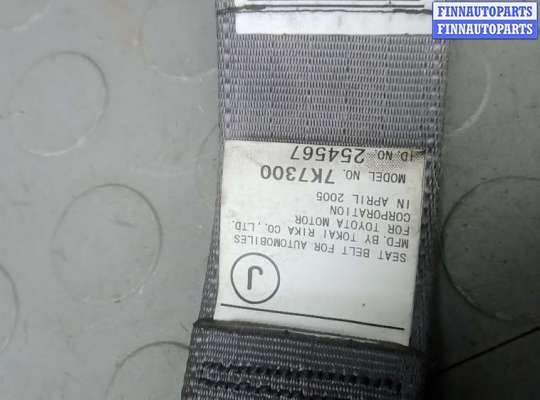 FINNAUTOPARTS
FINNAUTOPARTS
J
SEAT BELT FOR AUTOMOBILES
MFD. BY TOKAI RIKA CO., LTD.
FOR TOYOTA MOTOR
CORPORATION
IN APRIL 2005
MODEL NO. 7K7300
ID. NO. 254567